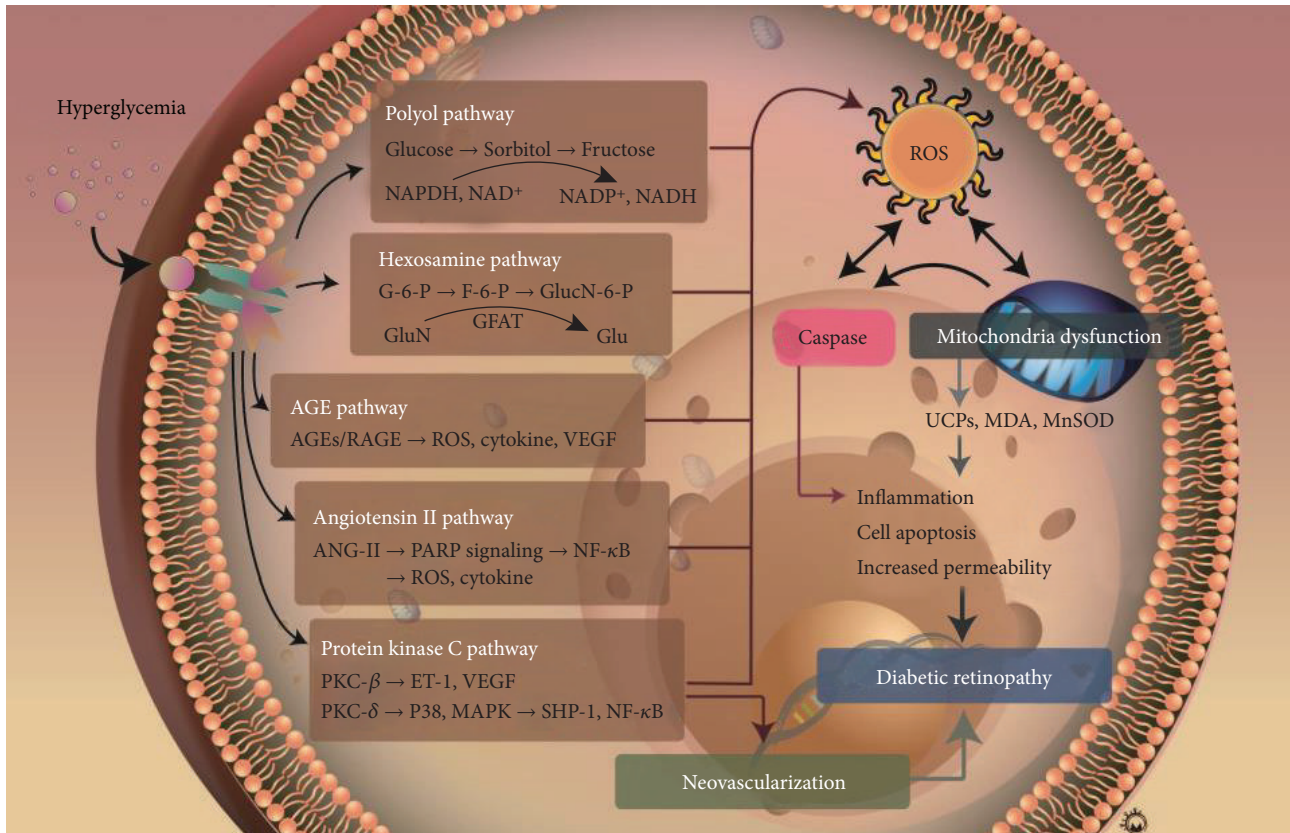 Hyperglycemia
Polyol pathway
Glucose → Sorbitol → Fructose
NAPDH, NAD⁺
NADP⁺, NADH
Hexosamine pathway
G-6-P → F-6-P → GlucN-6-P
GFAT
GluN
Glu
AGE pathway
AGEs/RAGE → ROS, cytokine, VEGF
Angiotensin II pathway
ANG-II → PARP signaling → NF-κB
→ ROS, cytokine
Protein kinase C pathway
PKC-β → ET-1, VEGF
PKC-δ → P38, MAPK → SHP-1, NF-κB
ROS
Caspase
Mitochondria dysfunction
UCPs, MDA, MnSOD
Inflammation
Cell apoptosis
Increased permeability
Diabetic retinopathy
Neovascularization